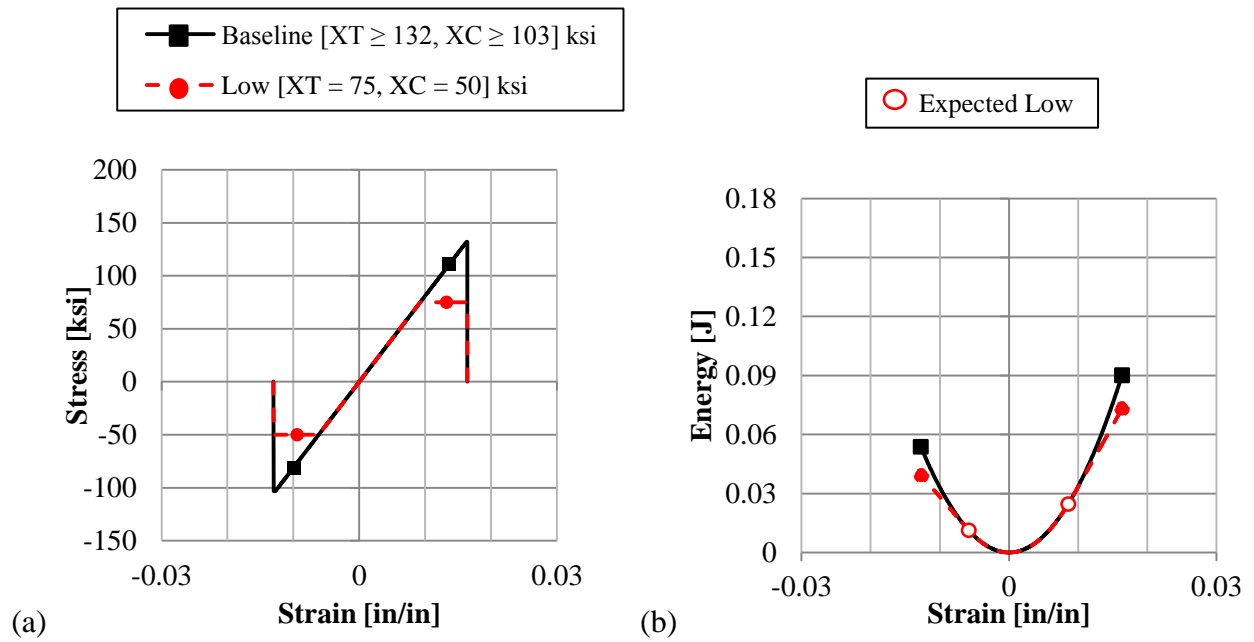 Baseline [XT ≥ 132, XC ≥ 103] ksi
Low [XT = 75, XC = 50] ksi
Expected Low
200
150
100
50
0
-50
-100
-150
Stress [ksi]
-0.03
0
0.03
Strain [in/in]
(a)
0.18
0.15
0.12
0.09
0.06
0.03
0
Energy [J]
-0.03
0
0.03
Strain [in/in]
(b)